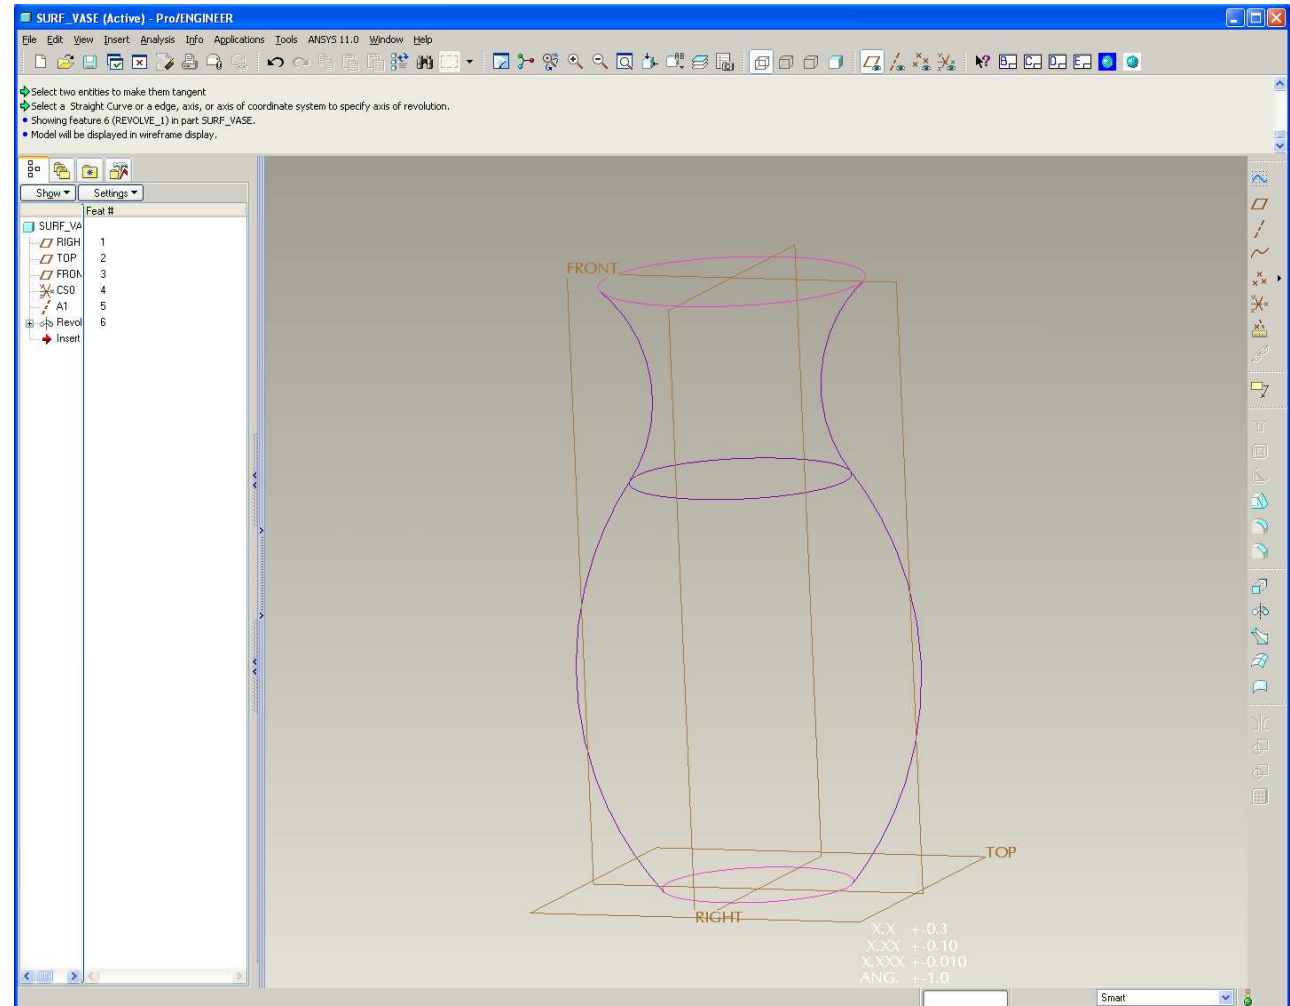 SURF_VASE (Active) - Pro/ENGINEER
File Edit View Insert Analysis Info Applications Tools ANSYS 11.0 Window Help
Select two entities to make them tangent
Select a Straight Curve or a edge, axis, or axis of coordinate system to specify axis of revolution.
Showing feature 6 (REVOLVE_1) in part SURF_VASE.
Model will be displayed in wireframe display.
Show Settings
Feat #
SURF_VA
RIGH 1
TOP 2
FRON 3
CS0 4
A1 5
Revol 6
Insert
FRONT
TOP
RIGHT
X.X +-0.3
X.XX +-0.10
X.XXX +-0.010
ANG. +-1.0
Smart